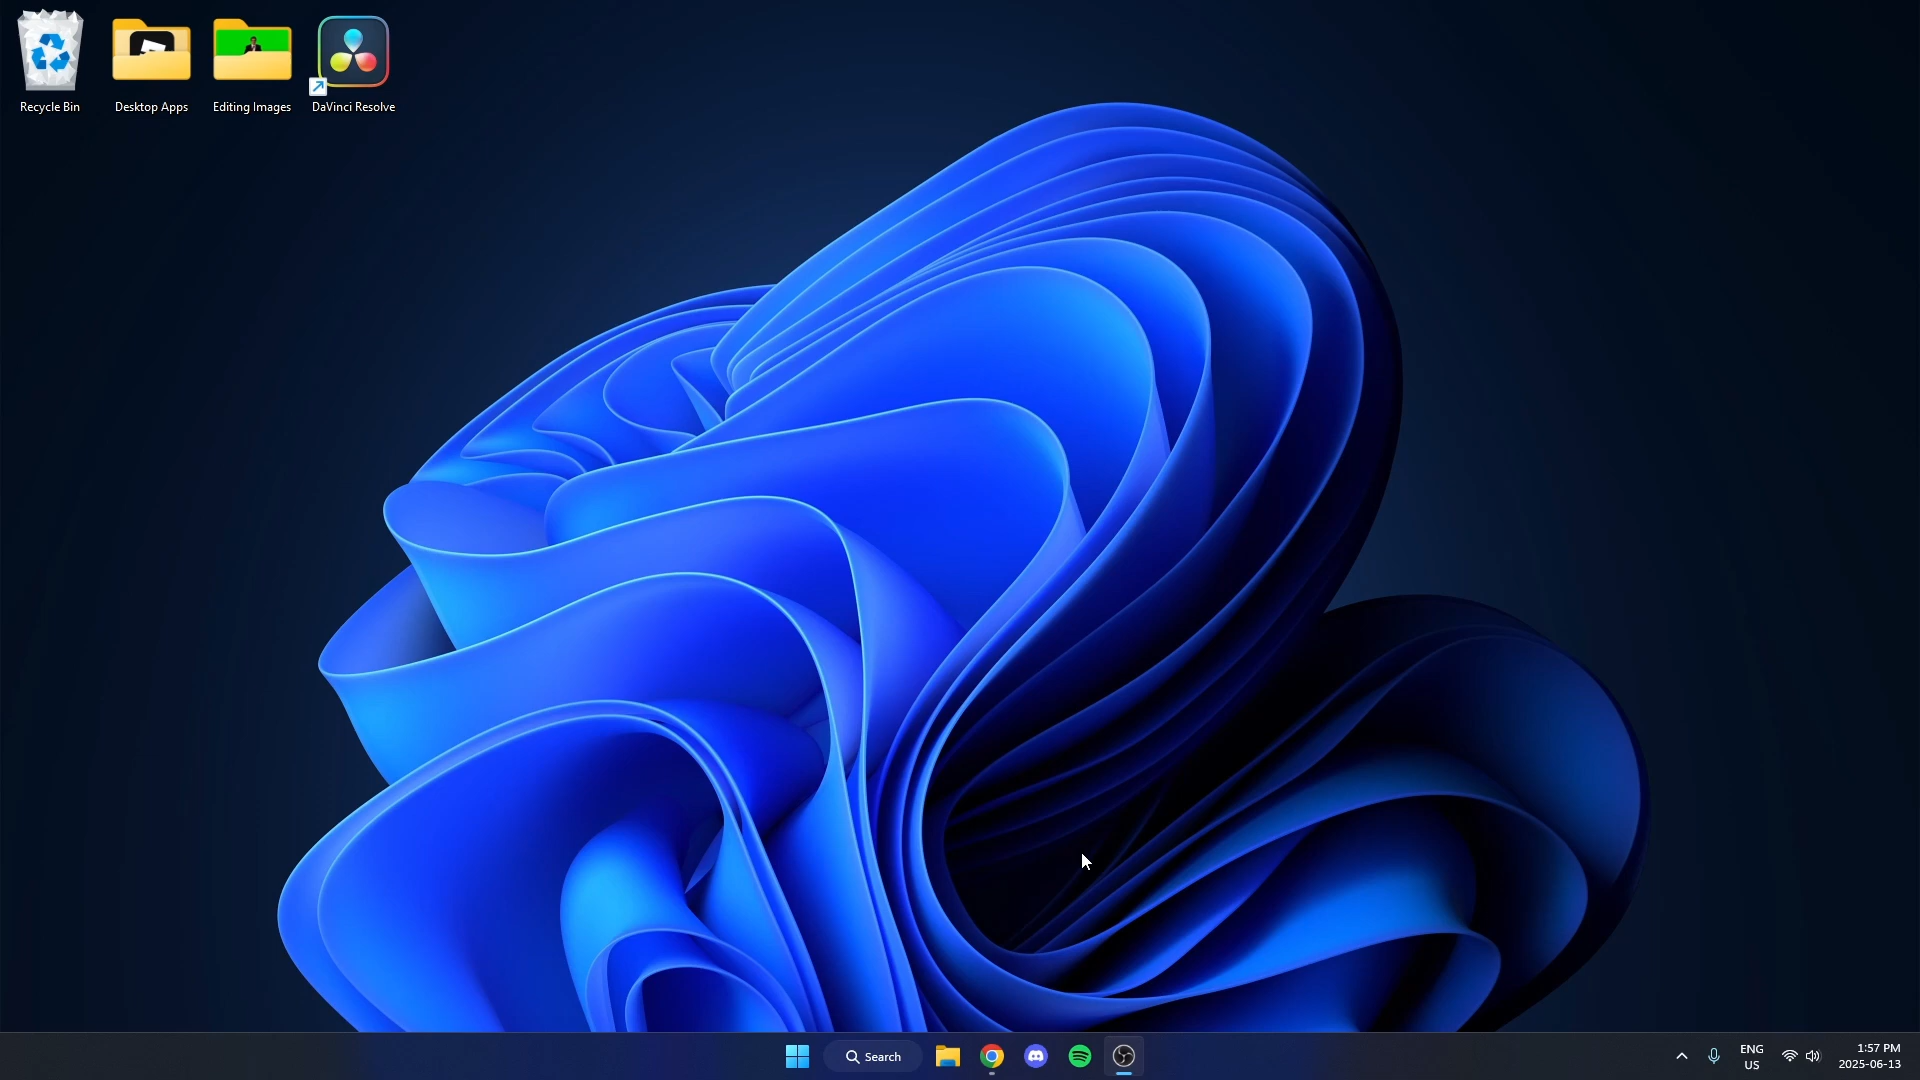 Recycle Bin
Desktop Apps
Editing Images
DaVinci Resolve
Search
ENG
US
1:57 PM
2025-06-13